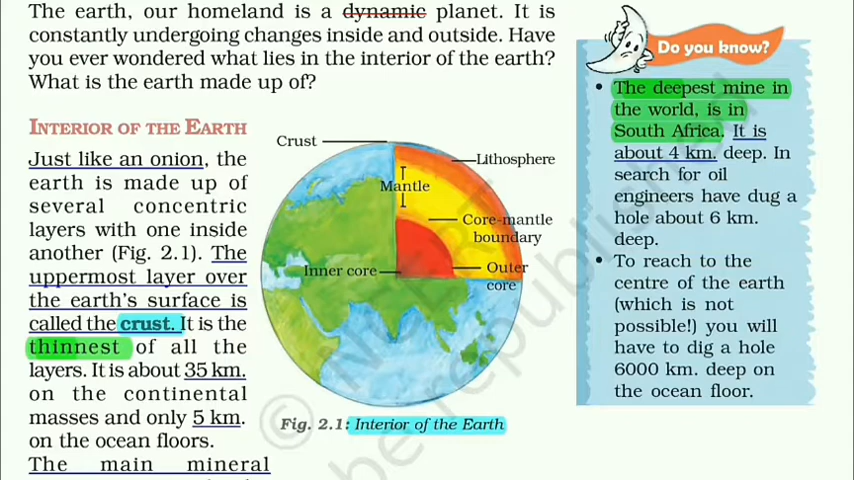 The earth, our homeland is a dynamic planet. It is
constantly undergoing changes inside and outside. Have
you ever wondered what lies in the interior of the earth?
What is the earth made up of?
INTERIOR OF THE EARTH
Just like an onion, the
earth is made up of
several concentric
layers with one inside
another (Fig. 2.1). The
uppermost layer over
the earth's surface is
called the crust. It is the
thinnest of all the
layers. It is about 35 km.
on the continental
masses and only 5 km.
on the ocean floors.
The main mineral
Crust
Lithosphere
Mantle
Core-mantle
boundary
Inner core
Outer
core
Fig. 2.1: Interior of the Earth
Do you know?
• The deepest mine in
the world, is in
South Africa. It is
about 4 km. deep. In
search for oil
engineers have dug a
hole about 6 km.
deep.
• To reach to the
centre of the earth
(which is not
possible!) you will
have to dig a hole
6000 km. deep on
the ocean floor.